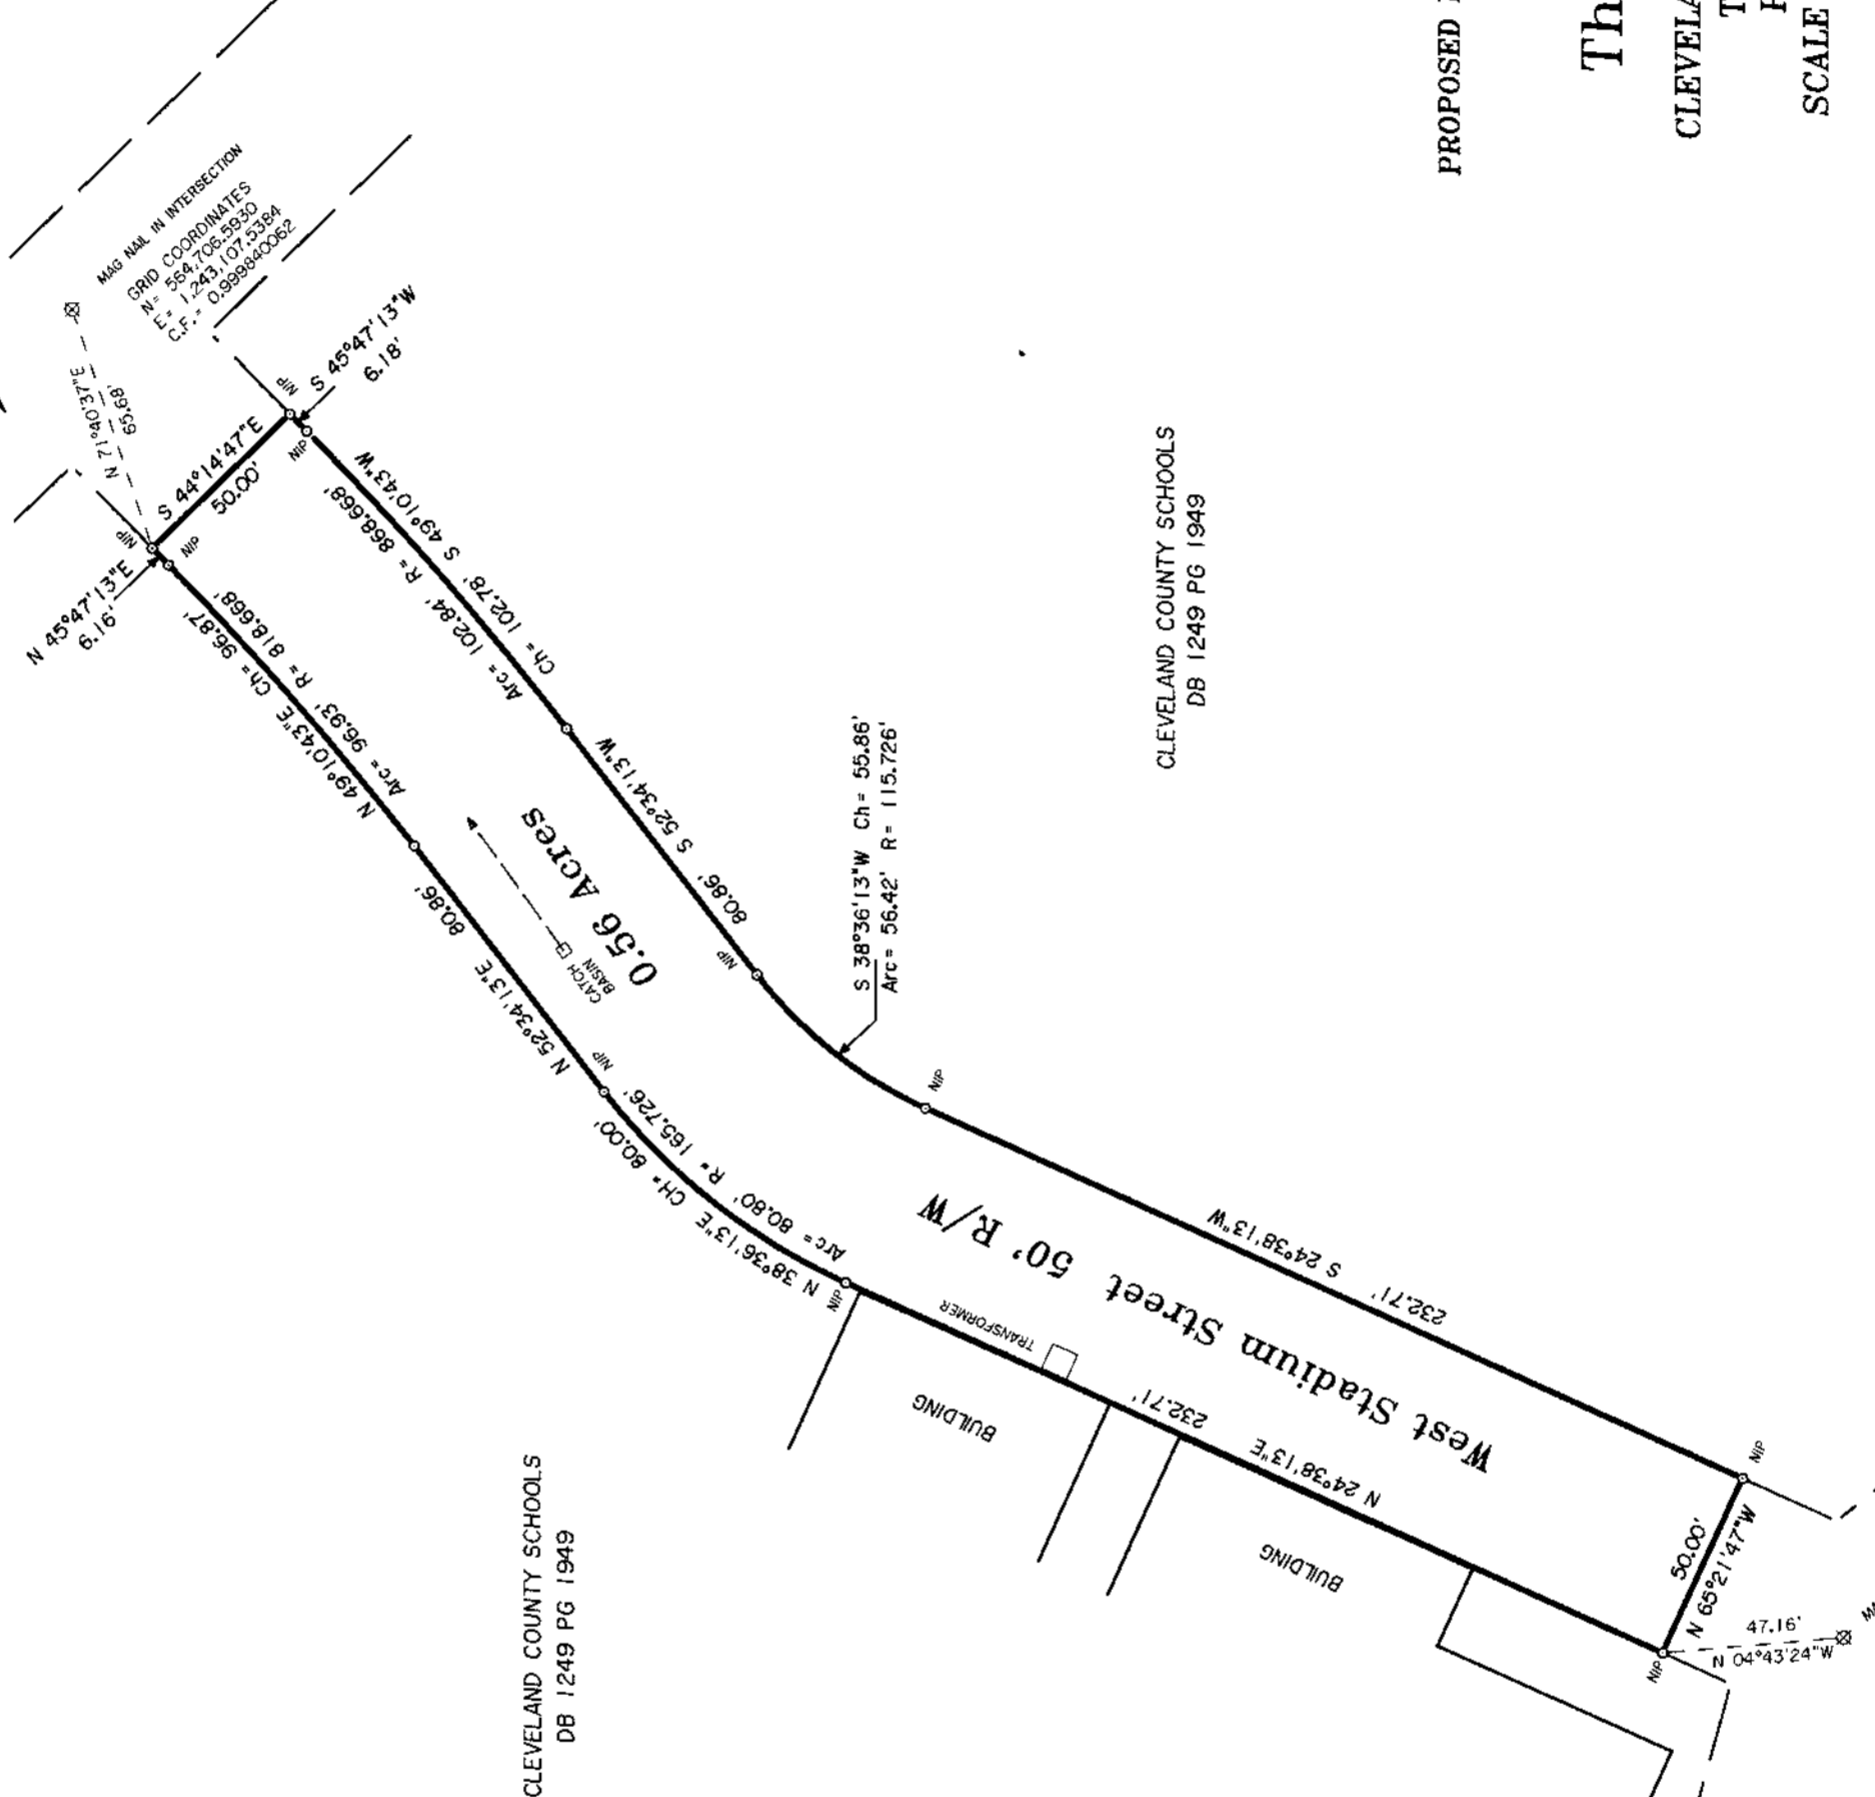 MAG NAIL IN INTERSECTION
GRID COORDINATES
N= 564,706.5930
E= 1,243,107.5384
C.F. = 0.999840062
N 71°40'37"E
65.68'
S 44°14'47"E
50.00'
NIP
NIP
S 45°47'13"W
6.18'
NIP
NIP
N 45°47'13"E
6.16'
S 49°10'43"W
Ch= 102.78'
R= 868.668'
Arc= 102.84'
N 49°10'43"E Ch= 96.87'
Arc= 96.93' R= 818.668'
80.86' S 52°34'13"W
N 52°34'13"E
80.86'
CATCH
BASIN
0.56 Acres
NIP
NIP
S 38°36'13"W Ch= 55.86'
Arc= 56.42' R= 115.726'
NIP
N 38°36'13"E CH= 80.00'
Arc= 80.80' R= 165.726'
NIP
West Stadium Street 50' R/W
S 24°38'13"W
232.71'
TRANSFORMER
BUILDING
232.71'
N 24°38'13"E
BUILDING
NIP
50.00'
N 65°21'47"W
NIP
47.16'
N 04°43'24"W
CLEVELAND COUNTY SCHOOLS
DB 1249 PG 1949
CLEVELAND COUNTY SCHOOLS
DB 1249 PG 1949
PROPOSED
Th
CLEVELA
SCALE